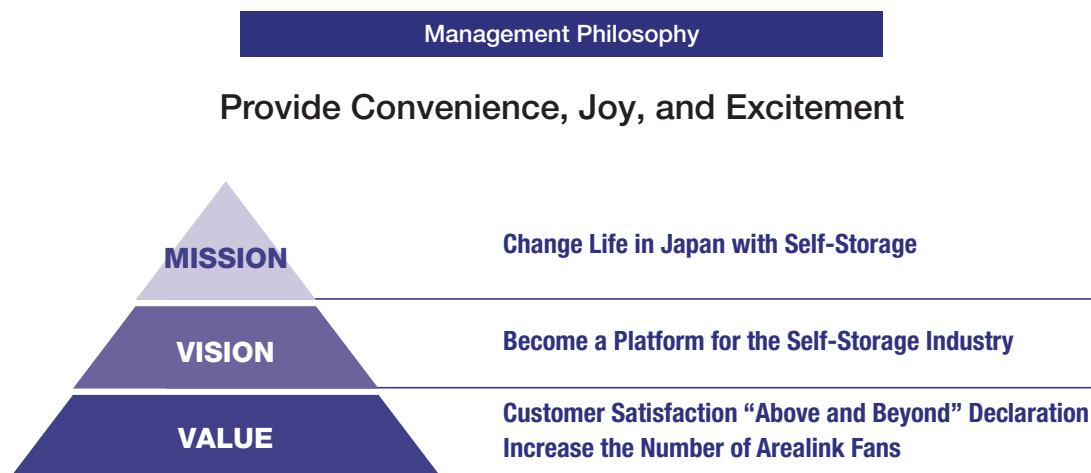 Management Philosophy
Provide Convenience, Joy, and Excitement
MISSION
Change Life in Japan with Self-Storage
VISION
Become a Platform for the Self-Storage Industry
VALUE
Customer Satisfaction “Above and Beyond” Declaration
Increase the Number of Arealink Fans